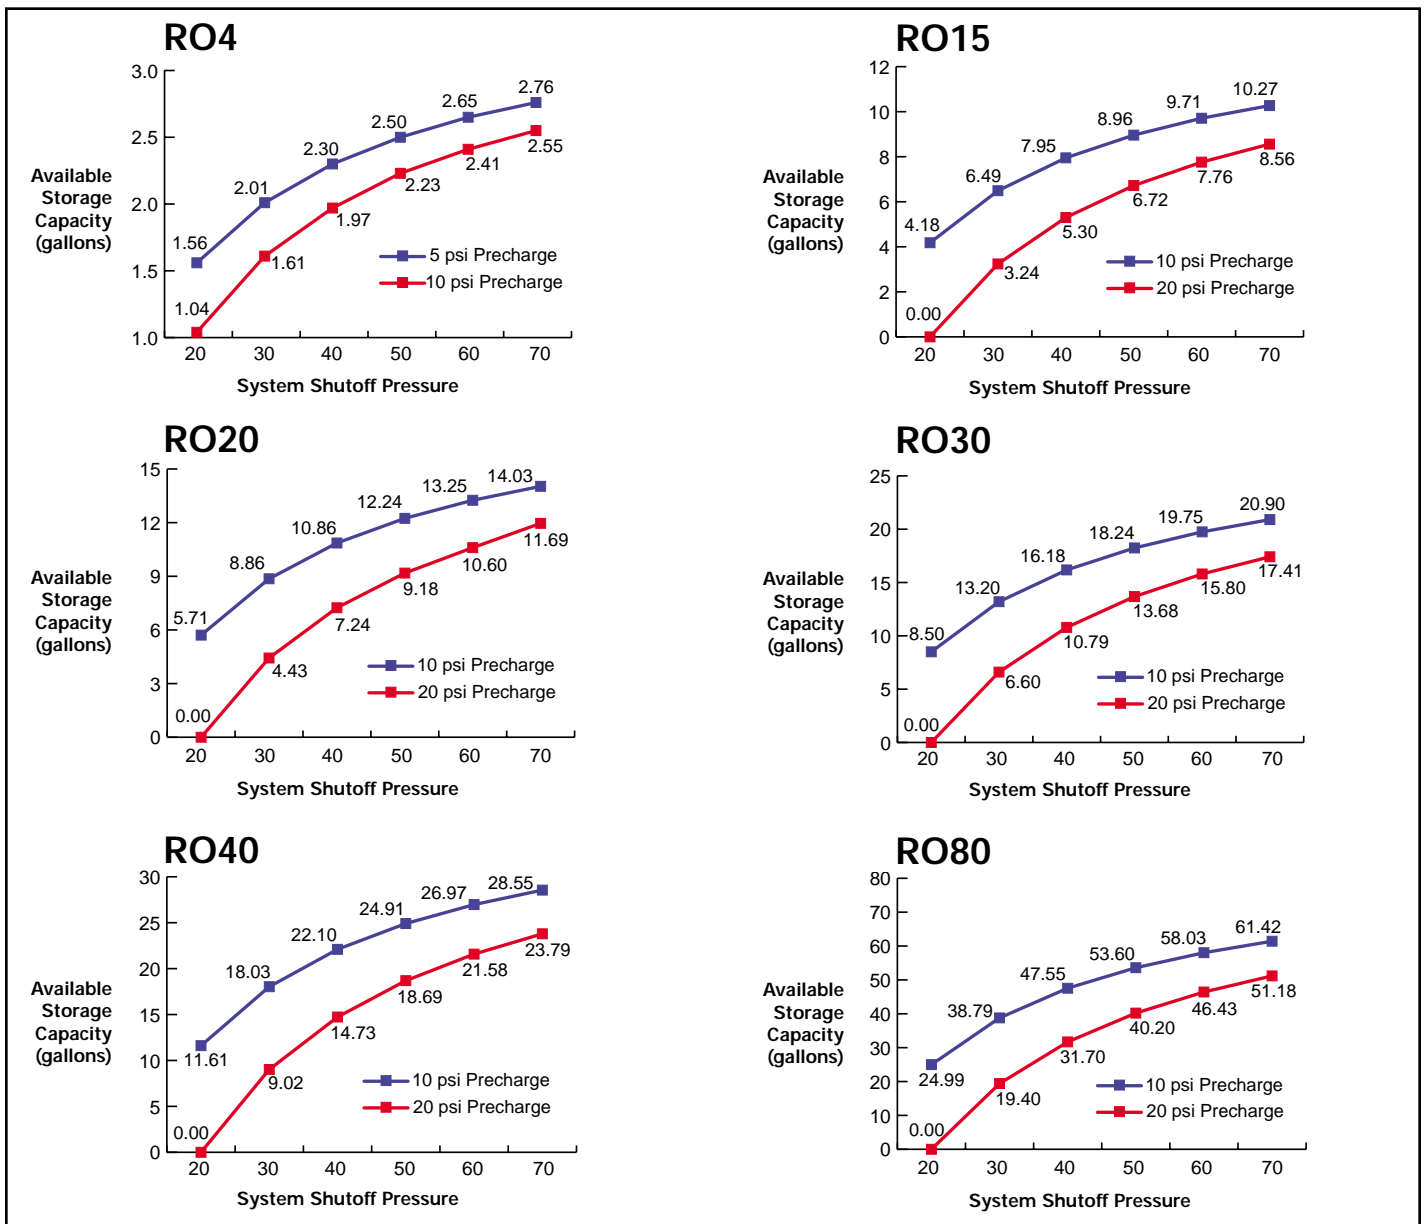 RO4
3.0
2.5
2.0
1.5
1.0
Available
Storage
Capacity
(gallons)
1.56
2.01
2.30
2.50
2.65
2.76
1.04
1.61
1.97
2.23
2.41
2.55
5 psi Precharge
10 psi Precharge
20 30 40 50 60 70
System Shutoff Pressure
RO15
12
10
8
6
4
2
0
Available
Storage
Capacity
(gallons)
4.18
6.49
7.95
8.96
9.71
10.27
0.00
3.24
5.30
6.72
7.76
8.56
10 psi Precharge
20 psi Precharge
20 30 40 50 60 70
System Shutoff Pressure
RO20
15
12
9
6
3
0
Available
Storage
Capacity
(gallons)
5.71
8.86
10.86
12.24
13.25
14.03
0.00
4.43
7.24
9.18
10.60
11.69
10 psi Precharge
20 psi Precharge
20 30 40 50 60 70
System Shutoff Pressure
RO30
25
20
15
10
5
0
Available
Storage
Capacity
(gallons)
8.50
13.20
16.18
18.24
19.75
20.90
0.00
6.60
10.79
13.68
15.80
17.41
10 psi Precharge
20 psi Precharge
20 30 40 50 60 70
System Shutoff Pressure
RO40
30
25
20
15
10
5
0
Available
Storage
Capacity
(gallons)
11.61
18.03
22.10
24.91
26.97
28.55
0.00
9.02
14.73
18.69
21.58
23.79
10 psi Precharge
20 psi Precharge
20 30 40 50 60 70
System Shutoff Pressure
RO80
80
70
60
50
40
30
20
10
0
Available
Storage
Capacity
(gallons)
24.99
38.79
47.55
53.60
58.03
61.42
0.00
19.40
31.70
40.20
46.43
51.18
10 psi Precharge
20 psi Precharge
20 30 40 50 60 70
System Shutoff Pressure